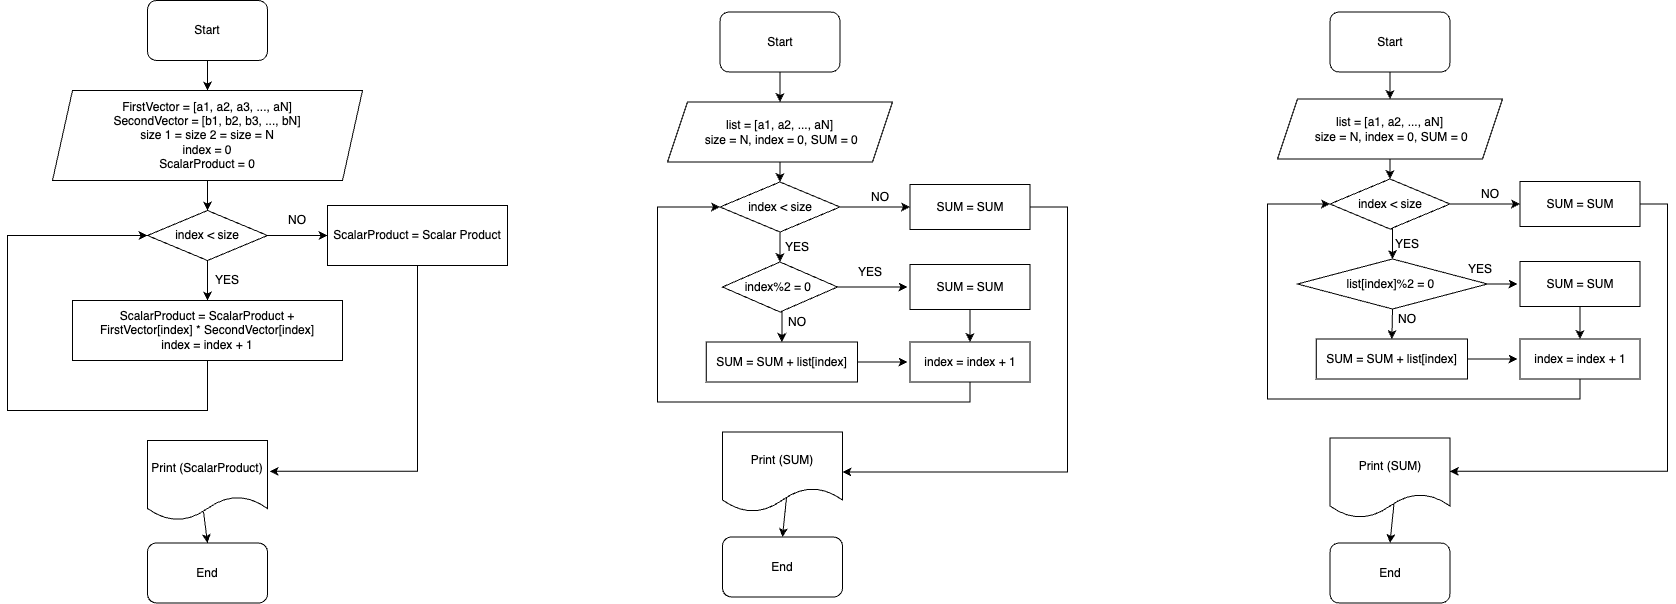 Start
FirstVector = [a1, a2, a3, ..., aN]
SecondVector = [b1, b2, b3, ..., bN]
size 1 = size 2 = size = N
index = 0
ScalarProduct = 0
index < size
NO
ScalarProduct = Scalar Product
YES
ScalarProduct = ScalarProduct +
FirstVector[index] * SecondVector[index]
index = index + 1
Print (ScalarProduct)
End
Start
list = [a1, a2, ..., aN]
size = N, index = 0, SUM = 0
index < size
NO
SUM = SUM
YES
index%2 = 0
YES
SUM = SUM
NO
SUM = SUM + list[index]
index = index + 1
Print (SUM)
End
Start
list = [a1, a2, ..., aN]
size = N, index = 0, SUM = 0
index < size
NO
SUM = SUM
YES
list[index]%2 = 0
YES
SUM = SUM
NO
SUM = SUM + list[index]
index = index + 1
Print (SUM)
End